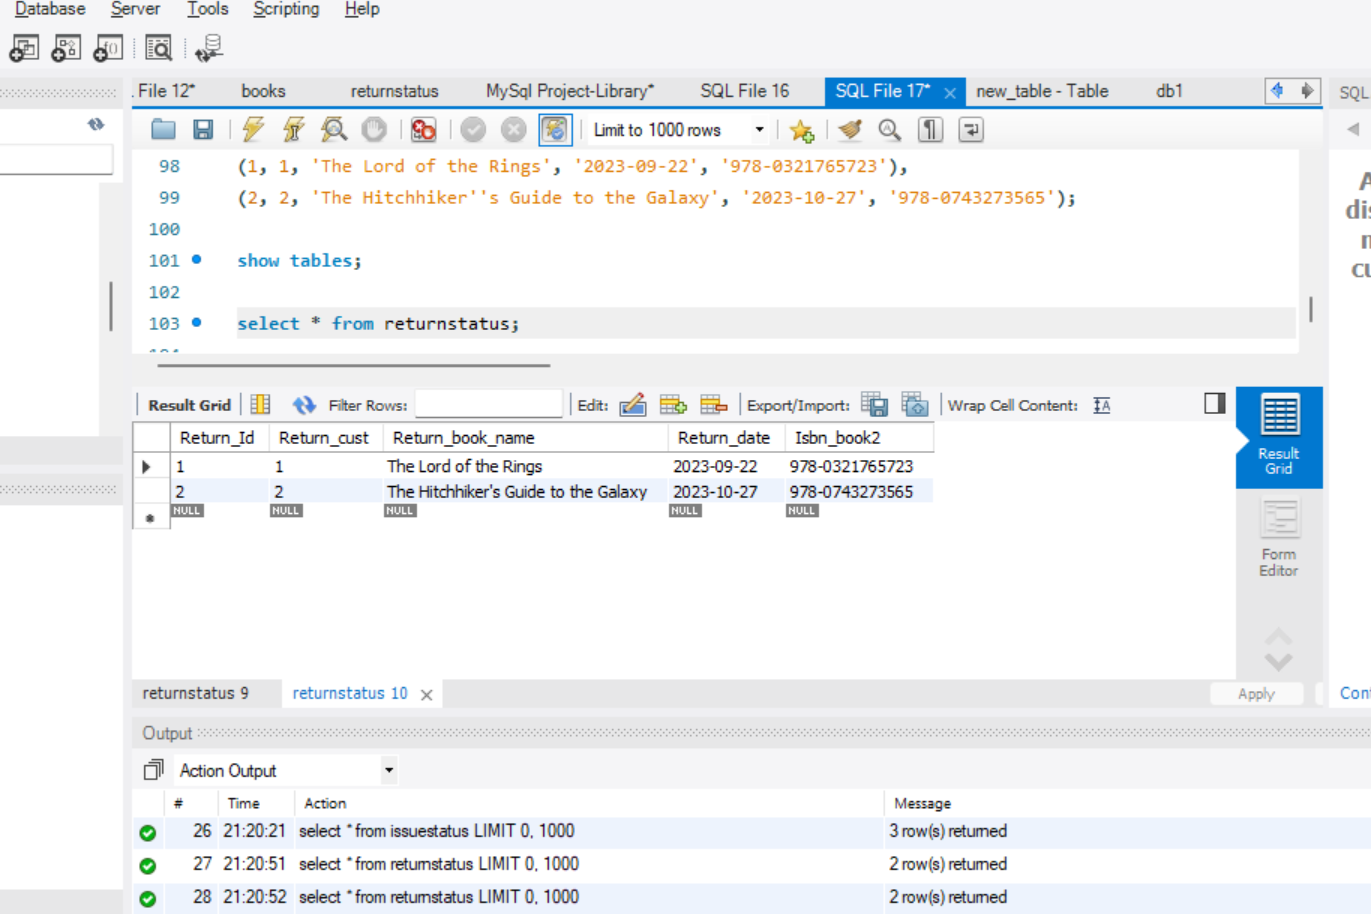 Database Server Tools Scripting Help
File 12* books returnstatus MySql Project-Library* SQL File 16 SQL File 17* new_table - Table db1 SQL
Limit to 1000 rows
98 (1, 1, 'The Lord of the Rings', '2023-09-22', '978-0321765723'),
99 (2, 2, 'The Hitchhiker''s Guide to the Galaxy', '2023-10-27', '978-0743273565');
100
101 show tables;
102
103 select * from returnstatus;
Result Grid Filter Rows: Edit: Export/Import: Wrap Cell Content:
Return_Id Return_cust Return_book_name Return_date Isbn_book2
1 1 The Lord of the Rings 2023-09-22 978-0321765723
2 2 The Hitchhiker's Guide to the Galaxy 2023-10-27 978-0743273565
NULL NULL NULL NULL NULL
Result
Grid
Form
Editor
returnstatus 9 returnstatus 10 Apply
Output
Action Output
# Time Action Message
26 21:20:21 select * from issuestatus LIMIT 0, 1000 3 row(s) returned
27 21:20:51 select * from returnstatus LIMIT 0, 1000 2 row(s) returned
28 21:20:52 select * from returnstatus LIMIT 0, 1000 2 row(s) returned